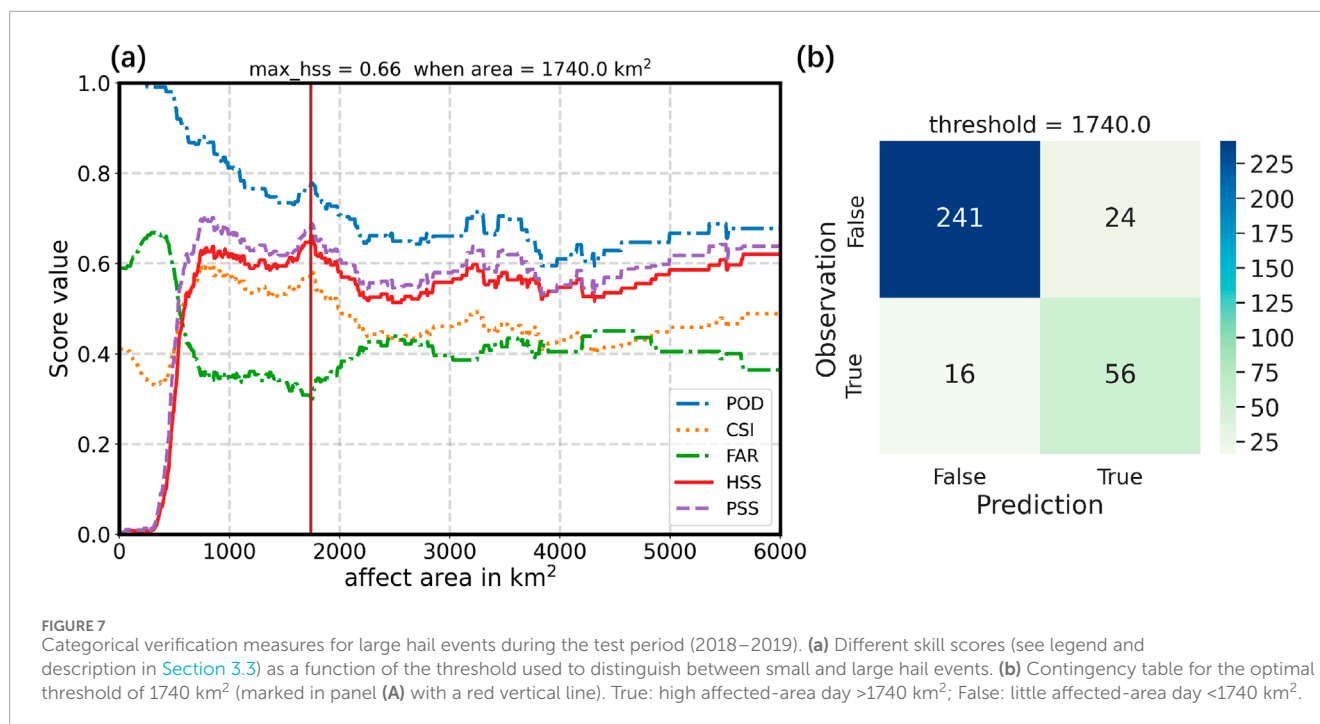 (a)
max_hss = 0.66 when area = 1740.0 km²
1.0
0.8
0.6
0.4
0.2
0.0
Score value
0 1000 2000 3000 4000 5000 6000
affect area in km²
POD
CSI
FAR
HSS
PSS
(b)
threshold = 1740.0
Observation
False
True
241 24
16 56
False True
Prediction
225
200
175
150
125
100
75
50
25
FIGURE 7
Categorical verification measures for large hail events during the test period (2018–2019). (a) Different skill scores (see legend and
description in Section 3.3) as a function of the threshold used to distinguish between small and large hail events. (b) Contingency table for the optimal
threshold of 1740 km² (marked in panel (A) with a red vertical line). True: high affected-area day >1740 km²; False: little affected-area day <1740 km².